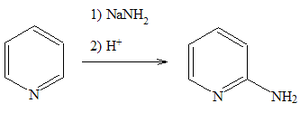 1) NaNH₂
2) H⁺
N
N
NH₂